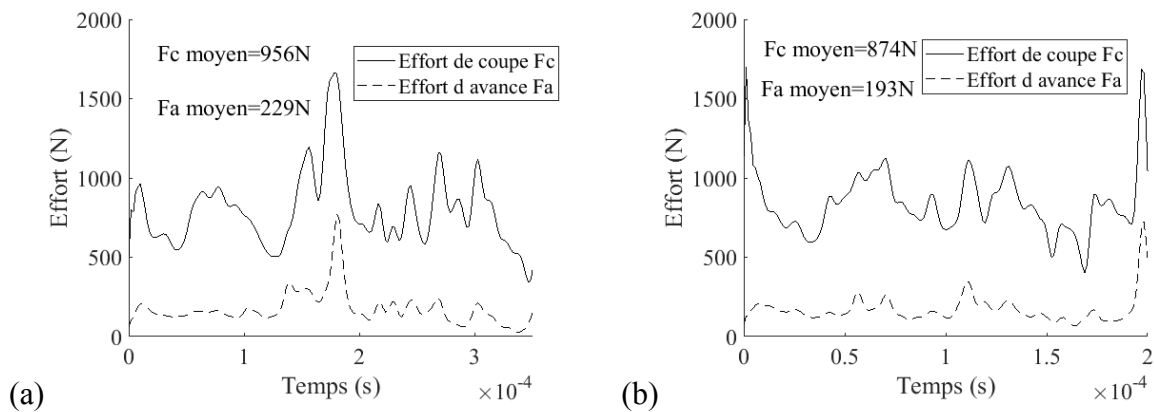 2000
1500
1000
500
0
Effort (N)
Fc moyen=956N
Fa moyen=229N
Effort de coupe Fc
Effort d avance Fa
0
1
2
3
Temps (s)
×10-4
(a)
2000
1500
1000
500
0
Effort (N)
Fc moyen=874N
Fa moyen=193N
Effort de coupe Fc
Effort d avance Fa
0
0.5
1
1.5
2
Temps (s)
×10-4
(b)